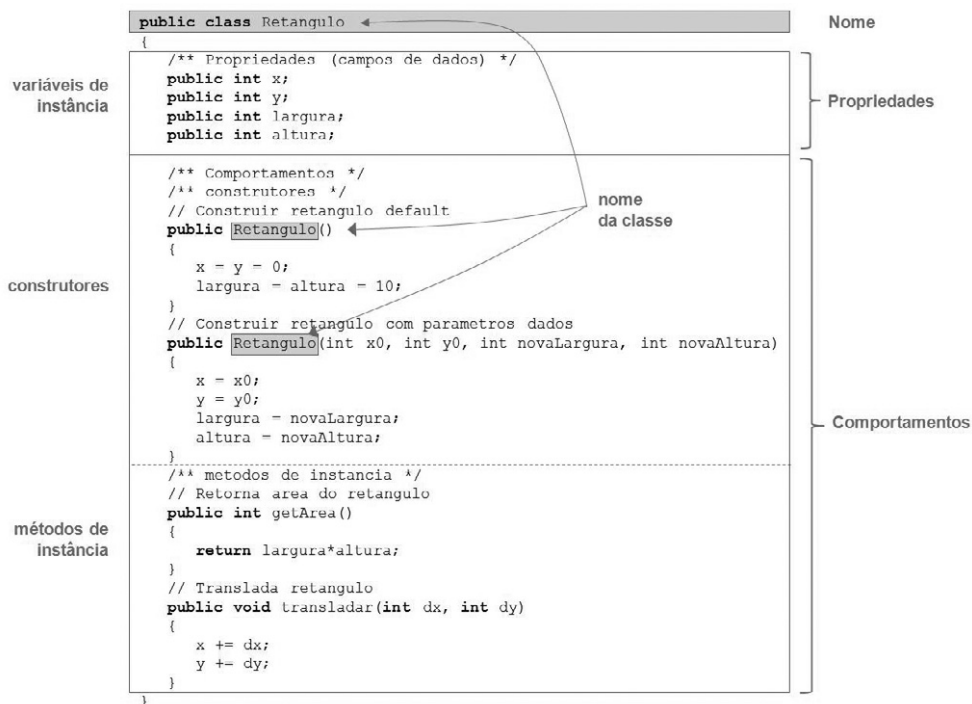 public class Retangulo
Nome
{
/** Propriedades (campos de dados) */
public int x;
public int y;
public int largura;
public int altura;
variáveis de
instância
Propriedades
/** Comportamentos */
/** construtores */
// Construir retangulo default
public Retangulo()
{
x = y = 0;
largura = altura = 10;
}
// Construir retangulo com parametros dados
public Retangulo(int x0, int y0, int novaLargura, int novaAltura)
{
x = x0;
y = y0;
largura = novaLargura;
altura = novaAltura;
}
nome
da classe
construtores
Comportamentos
/** metodos de instancia */
// Retorna area do retangulo
public int getArea()
{
return largura*altura;
}
// Translada retangulo
public void transladar(int dx, int dy)
{
x += dx;
y += dy;
}
}
métodos de
instância